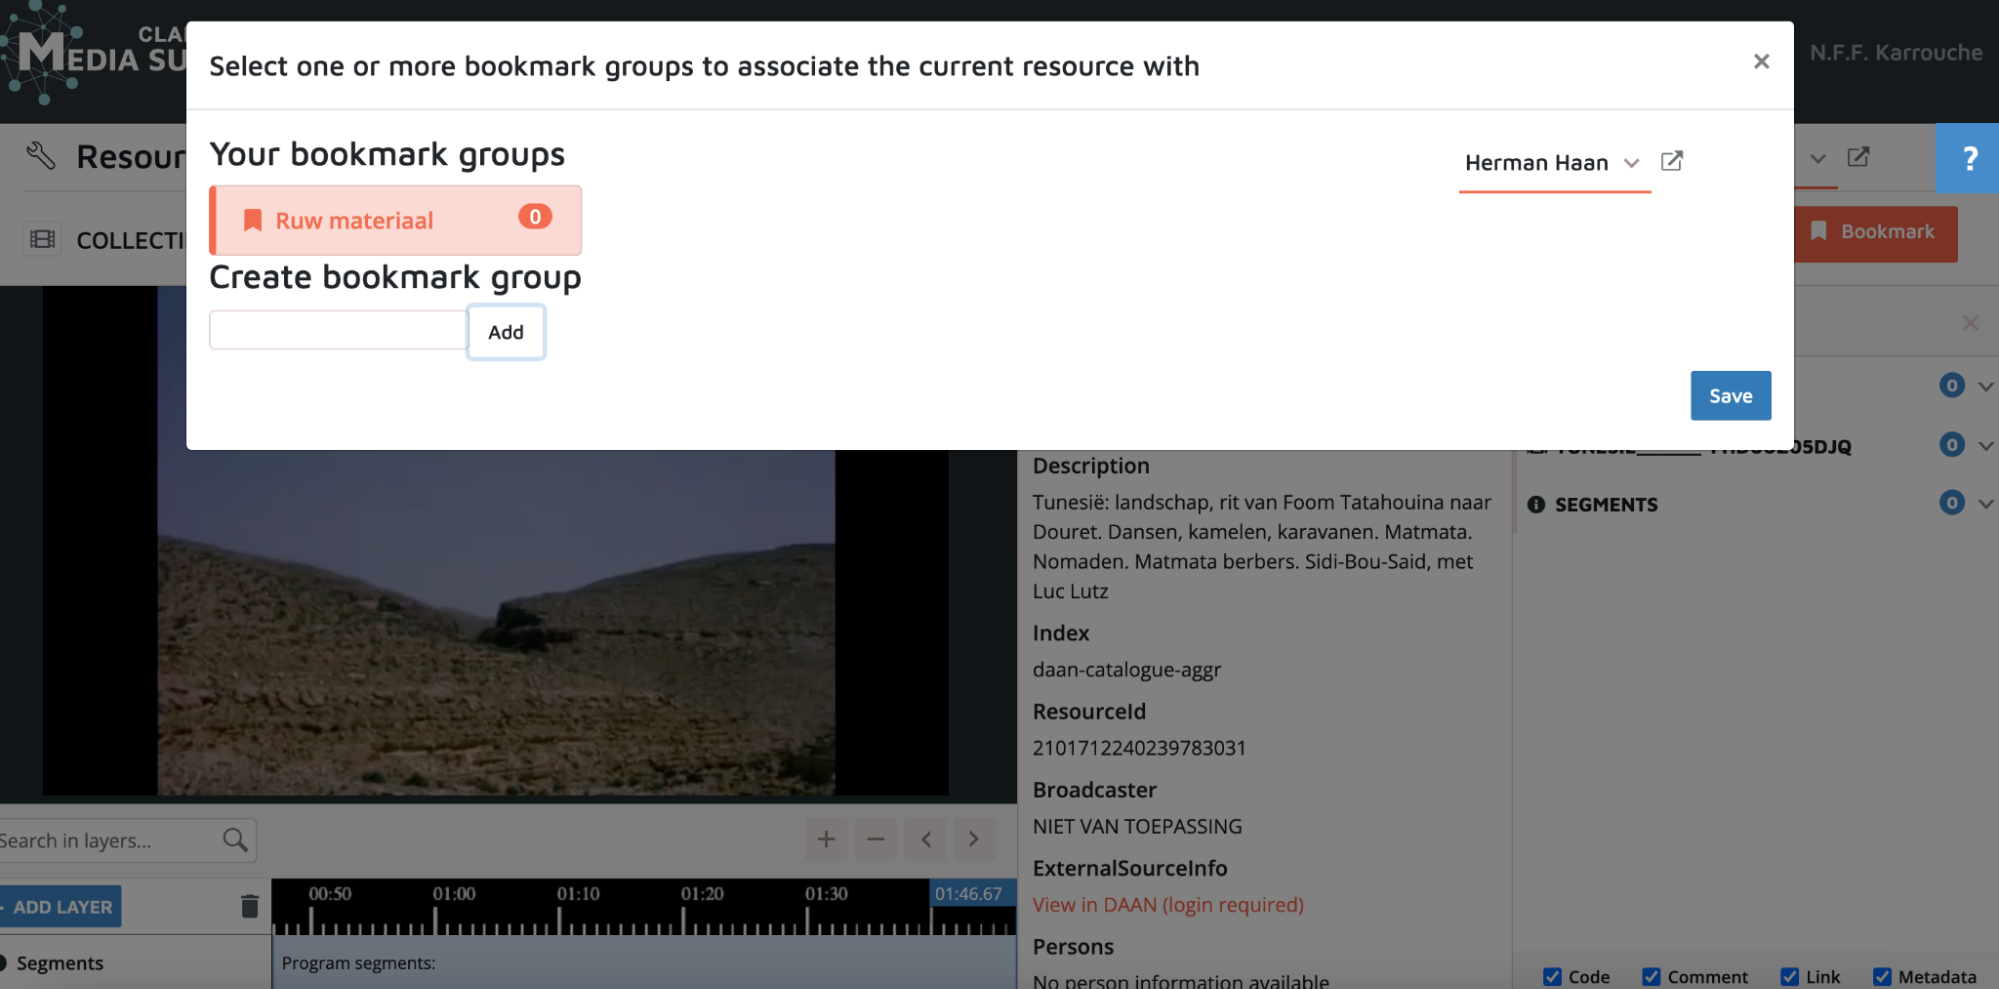 CLA
MEDIA SU
N.F.F. Karrouche
Select one or more bookmark groups to associate the current resource with
×
Your bookmark groups
Herman Haan
Ruw materiaal 0
Create bookmark group
Add
Save
Resour
?
COLLECTI
Bookmark
0
0
05DJQ
SEGMENTS 0
Description
Tunesië: landschap, rit van Foom Tatahouina naar
Douret. Dansen, kamelen, karavanen. Matmata.
Nomaden. Matmata berbers. Sidi-Bou-Said, met
Luc Lutz
Index
daan-catalogue-aggr
ResourceId
2101712240239783031
Broadcaster
NIET VAN TOEPASSING
ExternalSourceInfo
View in DAAN (login required)
Persons
No person information available
Search in layers...
ADD LAYER
00:50 01:00 01:10 01:20 01:30 01:46.67
Segments
Program segments:
Code Comment Link Metadata